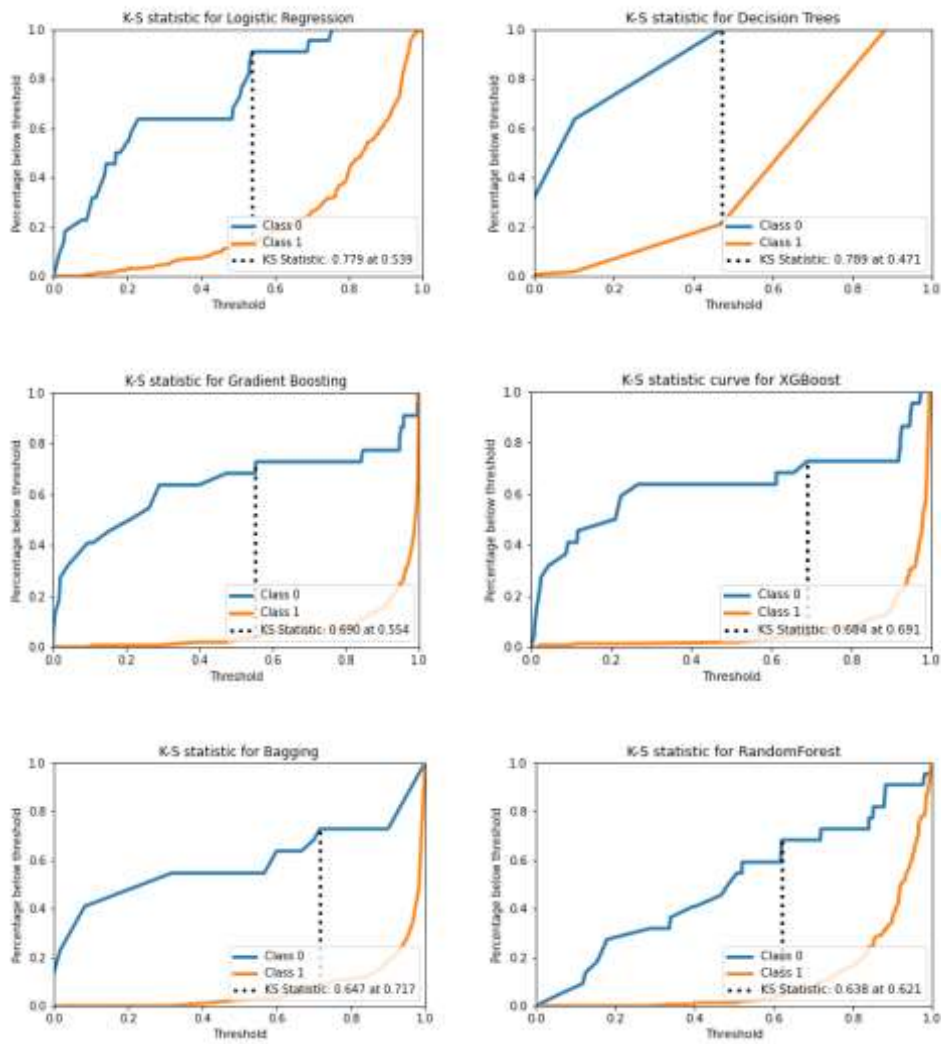 K-S statistic for Logistic Regression
1.0
0.8
0.6
0.4
0.2
0.0
Percentage below threshold
Class 0
Class 1
KS Statistic: 0.779 at 0.539
0.0 0.2 0.4 0.6 0.8 1.0
Threshold
K-S statistic for Decision Trees
1.0
0.8
0.6
0.4
0.2
0.0
Percentage below threshold
Class 0
Class 1
KS Statistic: 0.789 at 0.471
0.0 0.2 0.4 0.6 0.8 1.0
Threshold
K-S statistic for Gradient Boosting
1.0
0.8
0.6
0.4
0.2
0.0
Percentage below threshold
Class 0
Class 1
KS Statistic: 0.690 at 0.554
0.0 0.2 0.4 0.6 0.8 1.0
Threshold
K-S statistic curve for XGBoost
1.0
0.8
0.6
0.4
0.2
0.0
Percentage below threshold
Class 0
Class 1
KS Statistic: 0.684 at 0.691
0.0 0.2 0.4 0.6 0.8 1.0
Threshold
K-S statistic for Bagging
1.0
0.8
0.6
0.4
0.2
0.0
Percentage below threshold
Class 0
Class 1
KS Statistic: 0.647 at 0.717
0.0 0.2 0.4 0.6 0.8 1.0
Threshold
K-S statistic for RandomForest
1.0
0.8
0.6
0.4
0.2
0.0
Percentage below threshold
Class 0
Class 1
KS Statistic: 0.638 at 0.621
0.0 0.2 0.4 0.6 0.8 1.0
Threshold